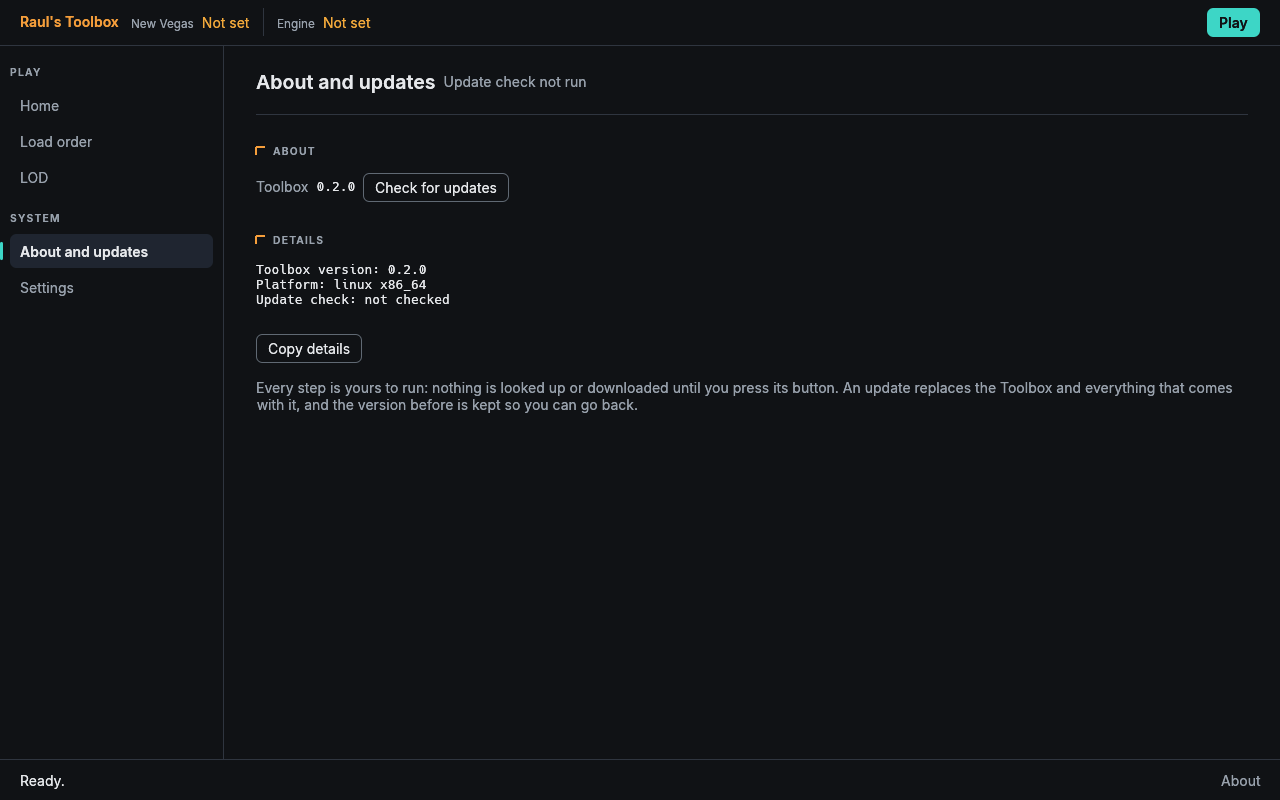 Raul's Toolbox New Vegas Not set Engine Not set Play
PLAY
Home
Load order
LOD
SYSTEM
About and updates
Settings
About and updates Update check not run
ABOUT
Toolbox 0.2.0 Check for updates
DETAILS
Toolbox version: 0.2.0
Platform: linux x86_64
Update check: not checked
Copy details
Every step is yours to run: nothing is looked up or downloaded until you press its button. An update replaces the Toolbox and everything that comes
with it, and the version before is kept so you can go back.
Ready. About